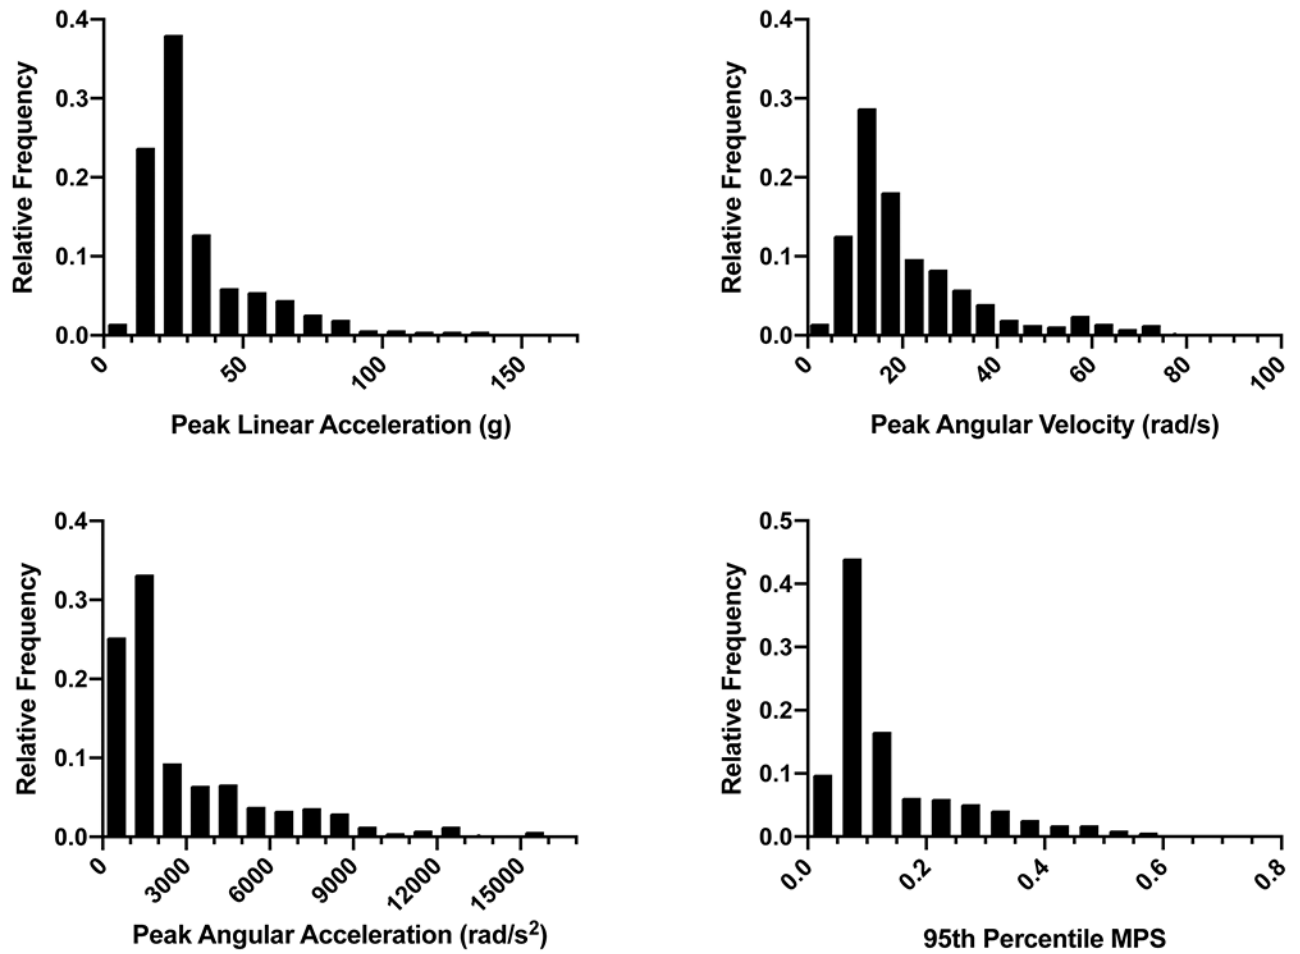 0.4
0.3
0.2
0.1
0.0
Relative Frequency
0 50 100 150
Peak Linear Acceleration (g)
0.4
0.3
0.2
0.1
0.0
Relative Frequency
0 20 40 60 80 100
Peak Angular Velocity (rad/s)
0.4
0.3
0.2
0.1
0.0
Relative Frequency
0 3000 6000 9000 12000 15000
Peak Angular Acceleration (rad/s²)
0.5
0.4
0.3
0.2
0.1
0.0
Relative Frequency
0.0 0.2 0.4 0.6 0.8
95th Percentile MPS